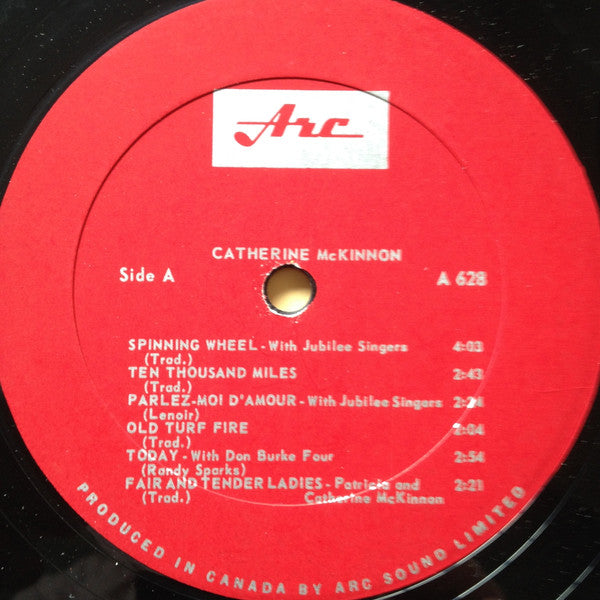 Arc
CATHERINE McKINNON
Side A A 628
SPINNING WHEEL - With Jubilee Singers 4:03
(Trad.)
TEN THOUSAND MILES 2:43
(Trad.)
PARLEZ-MOI D'AMOUR - With Jubilee Singers 2:24
(Lenoir)
OLD TURF FIRE 2:04
(Trad.)
TODAY - With Don Burke Four 2:54
(Randy Sparks)
FAIR AND TENDER LADIES - Patricia and 2:21
(Trad.) Catherine McKinnon
PRODUCED IN CANADA BY ARC SOUND LIMITED